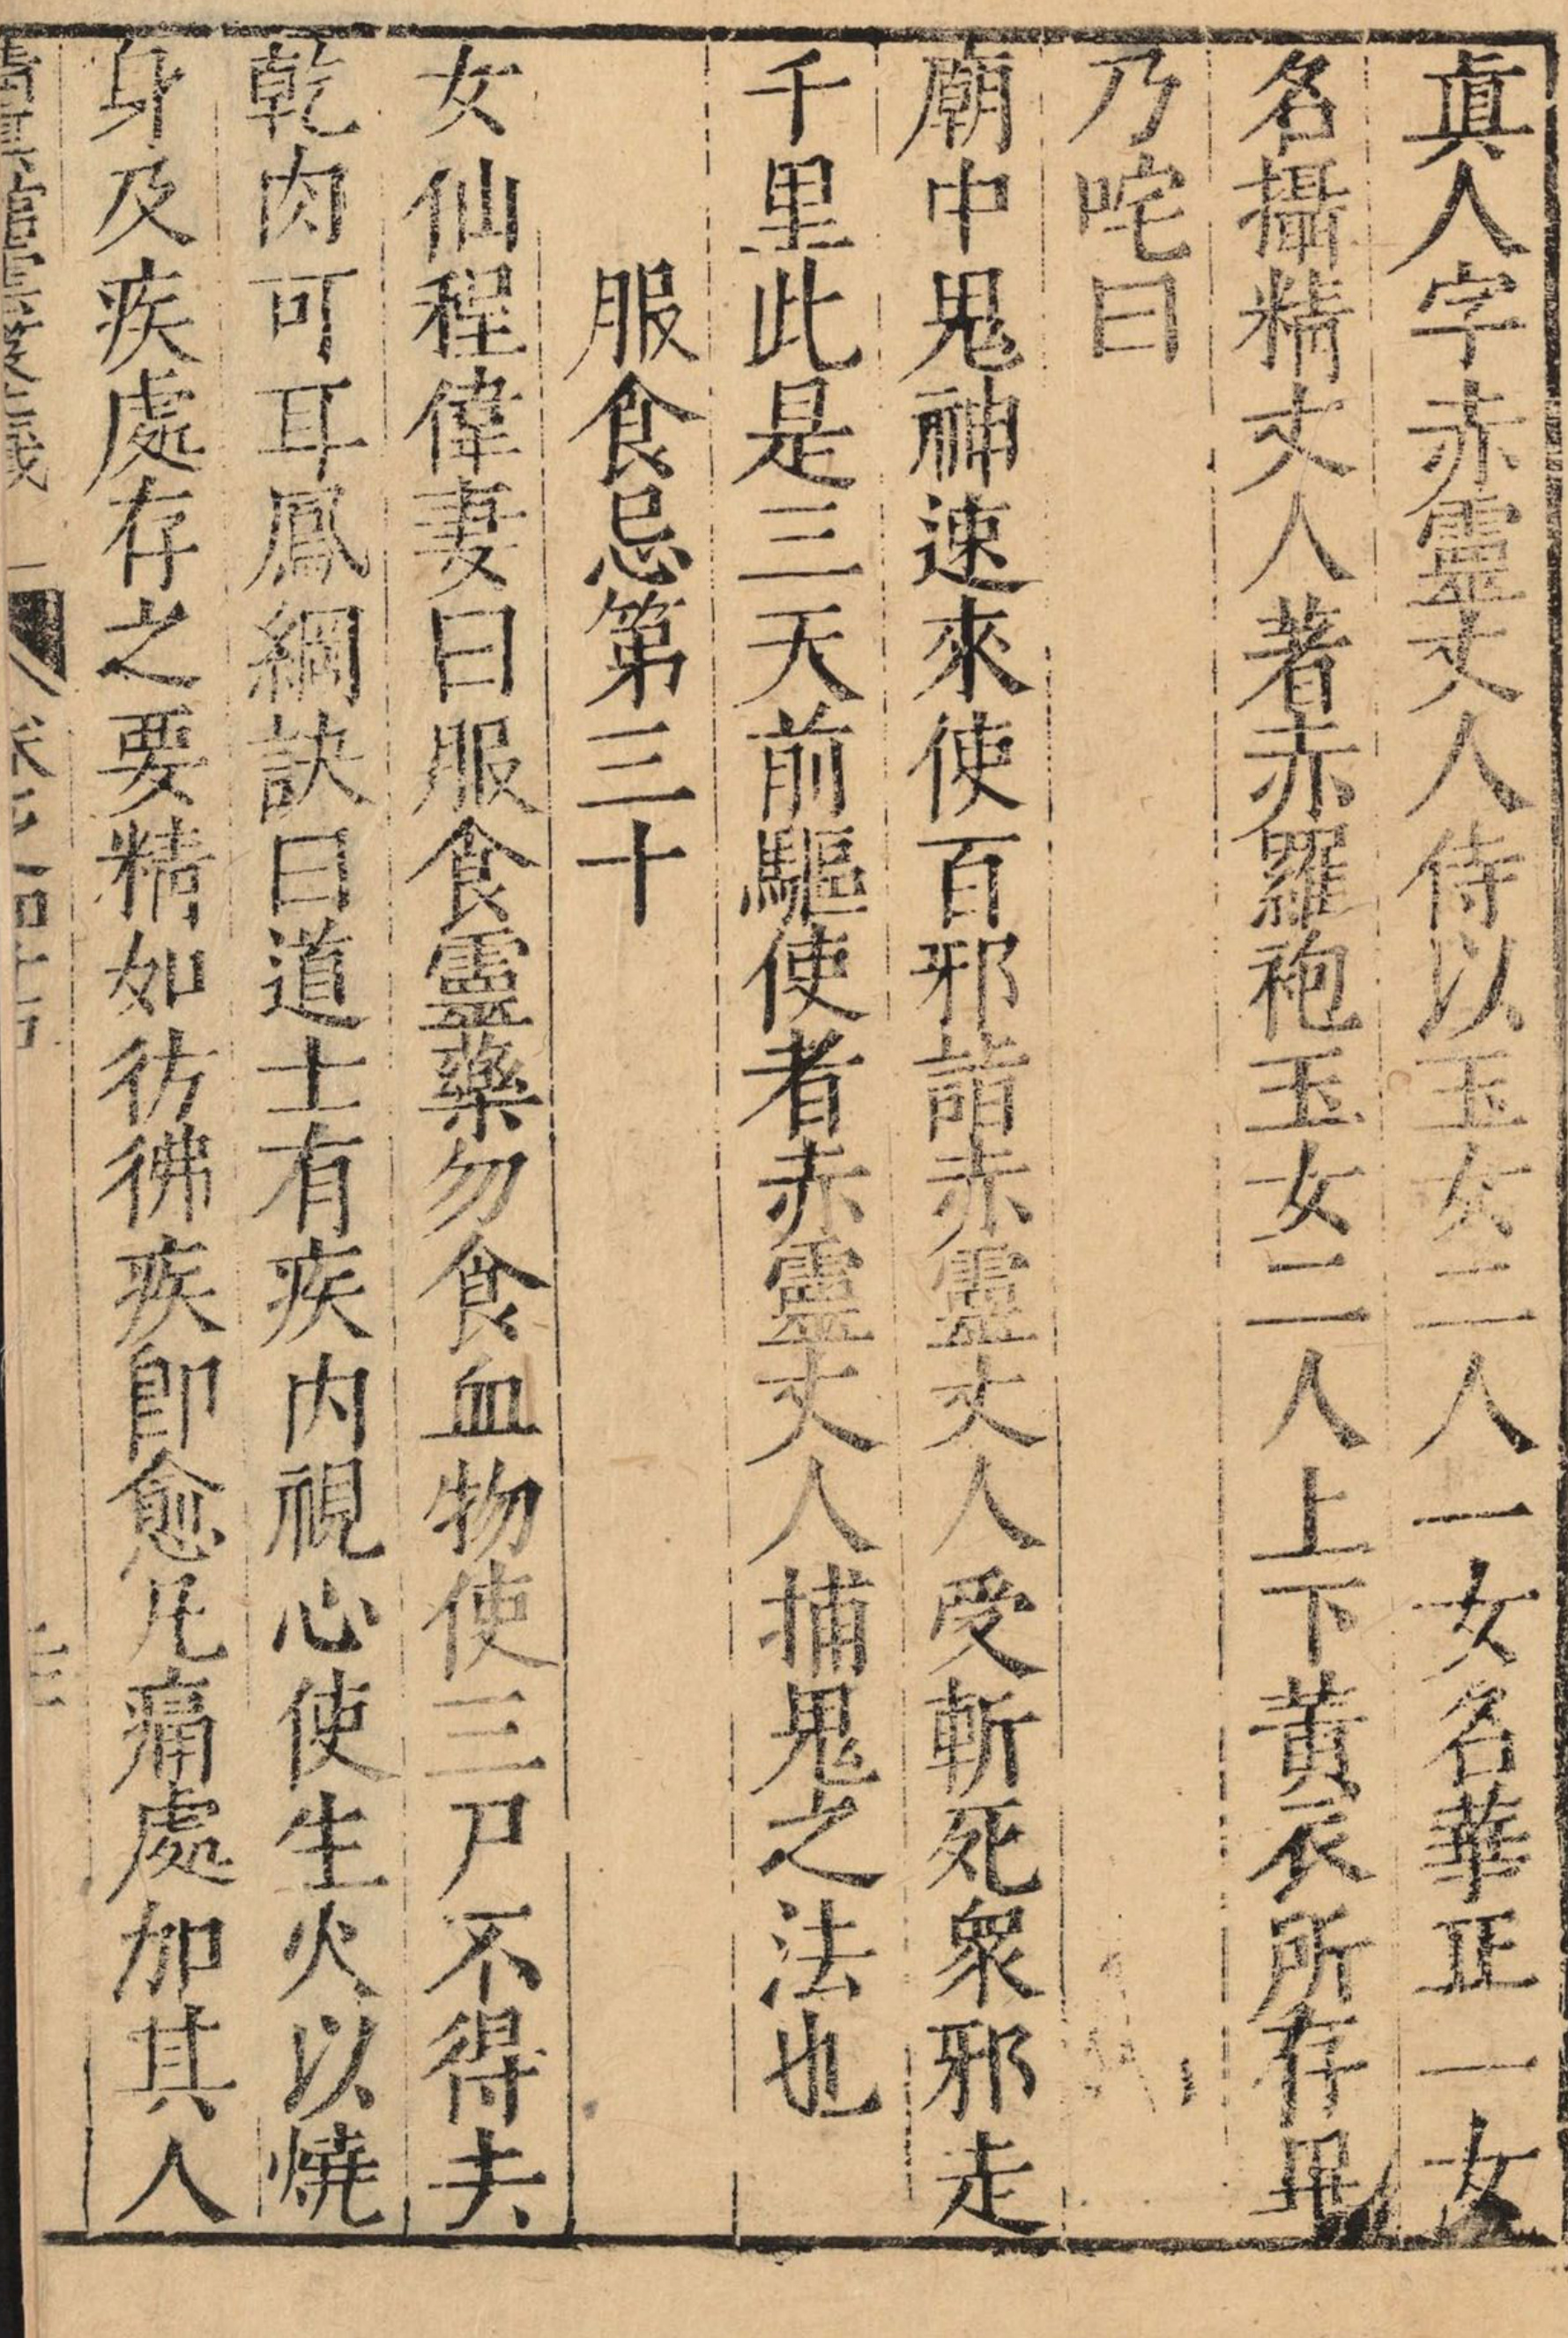 真人字赤靈丈人侍以玉女二人一女名華正一女
名攝精丈人著赤羅袍玉女二人上下黃衣所存畢
乃咤曰
廟中鬼神速來使百邪詣赤靈丈人受斬死衆邪走
千里此是三天前驅使者赤靈丈人捕鬼之法也
服食忌第三十
女仙程偉妻曰服食靈藥勿食血物使三尸不得去
乾肉可耳鳳綱訣曰道士有疾內視心使生火以燒
身及疾處存之要精如彷彿疾即愈凡痛處加其人